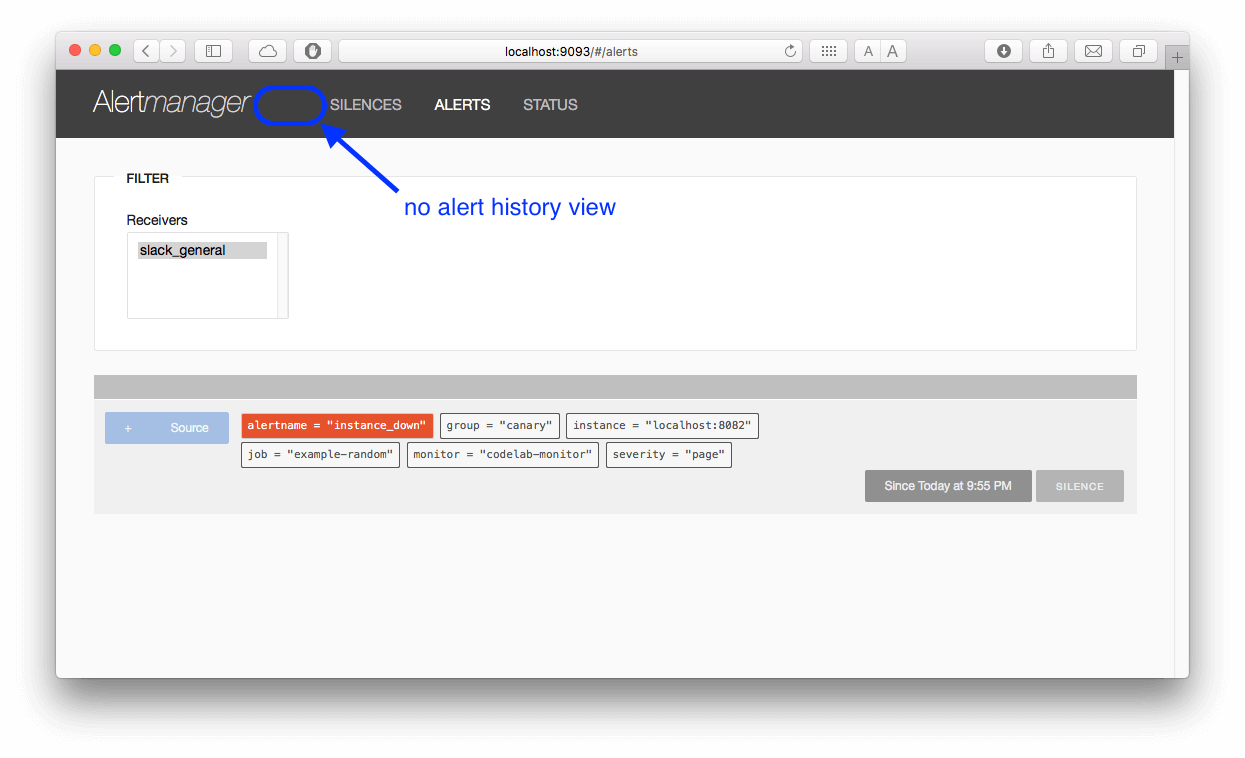 localhost:9093/#/alerts
A A
Alertmanager SILENCES ALERTS STATUS
no alert history view
FILTER
Receivers
slack_general
+ Source
alertname = "instance_down" group = "canary" instance = "localhost:8082"
job = "example-random" monitor = "codelab-monitor" severity = "page"
Since Today at 9:55 PM SILENCE